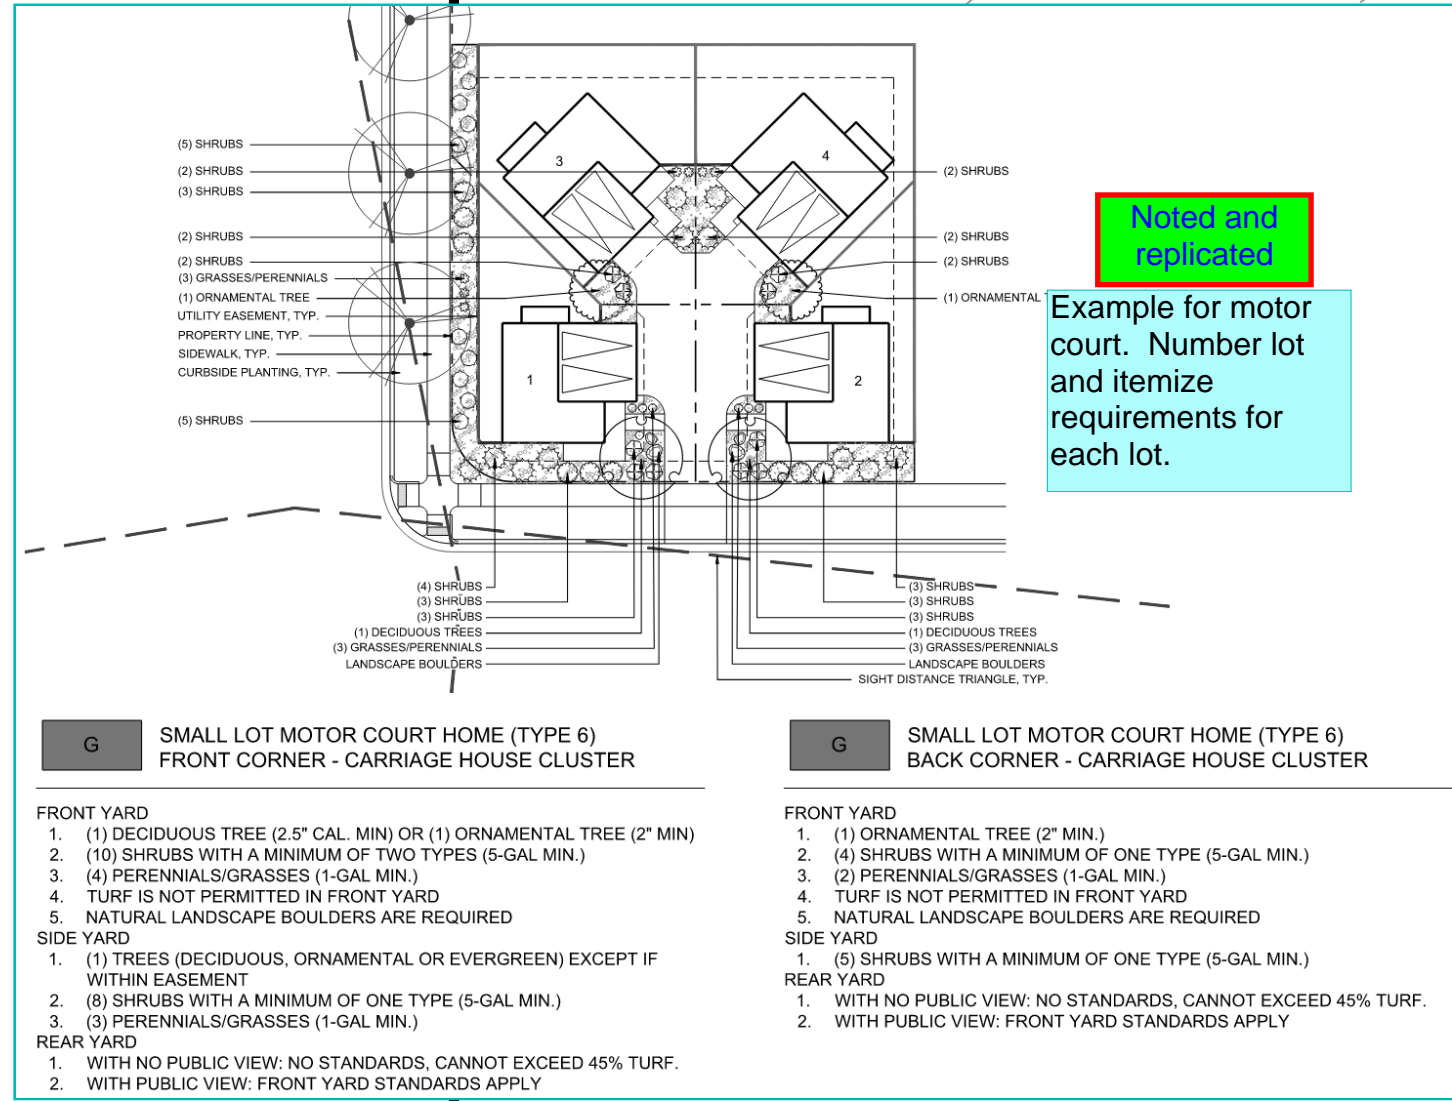 (5) SHRUBS
(2) SHRUBS
(3) SHRUBS
(2) SHRUBS
(2) SHRUBS
(3) GRASSES/PERENNIALS
(1) ORNAMENTAL TREE
UTILITY EASEMENT, TYP.
PROPERTY LINE, TYP.
SIDEWALK, TYP.
CURBSIDE PLANTING, TYP.
(5) SHRUBS
3
4
1
2
(2) SHRUBS
(2) SHRUBS
(2) SHRUBS
(1) ORNAMENTAL
Noted and
replicated
Example for motor
court. Number lot
and itemize
requirements for
each lot.
(4) SHRUBS
(3) SHRUBS
(3) SHRUBS
(1) DECIDUOUS TREES
(3) GRASSES/PERENNIALS
LANDSCAPE BOULDERS
(3) SHRUBS
(3) SHRUBS
(3) SHRUBS
(1) DECIDUOUS TREES
(3) GRASSES/PERENNIALS
LANDSCAPE BOULDERS
SIGHT DISTANCE TRIANGLE, TYP.
G
SMALL LOT MOTOR COURT HOME (TYPE 6)
FRONT CORNER - CARRIAGE HOUSE CLUSTER
FRONT YARD
1. (1) DECIDUOUS TREE (2.5" CAL. MIN) OR (1) ORNAMENTAL TREE (2" MIN)
2. (10) SHRUBS WITH A MINIMUM OF TWO TYPES (5-GAL MIN.)
3. (4) PERENNIALS/GRASSES (1-GAL MIN.)
4. TURF IS NOT PERMITTED IN FRONT YARD
5. NATURAL LANDSCAPE BOULDERS ARE REQUIRED
SIDE YARD
1. (1) TREES (DECIDUOUS, ORNAMENTAL OR EVERGREEN) EXCEPT IF
WITHIN EASEMENT
2. (8) SHRUBS WITH A MINIMUM OF ONE TYPE (5-GAL MIN.)
3. (3) PERENNIALS/GRASSES (1-GAL MIN.)
REAR YARD
1. WITH NO PUBLIC VIEW: NO STANDARDS, CANNOT EXCEED 45% TURF.
2. WITH PUBLIC VIEW: FRONT YARD STANDARDS APPLY
G
SMALL LOT MOTOR COURT HOME (TYPE 6)
BACK CORNER - CARRIAGE HOUSE CLUSTER
FRONT YARD
1. (1) ORNAMENTAL TREE (2" MIN.)
2. (4) SHRUBS WITH A MINIMUM OF ONE TYPE (5-GAL MIN.)
3. (2) PERENNIALS/GRASSES (1-GAL MIN.)
4. TURF IS NOT PERMITTED IN FRONT YARD
5. NATURAL LANDSCAPE BOULDERS ARE REQUIRED
SIDE YARD
1. (5) SHRUBS WITH A MINIMUM OF ONE TYPE (5-GAL MIN.)
REAR YARD
1. WITH NO PUBLIC VIEW: NO STANDARDS, CANNOT EXCEED 45% TURF.
2. WITH PUBLIC VIEW: FRONT YARD STANDARDS APPLY